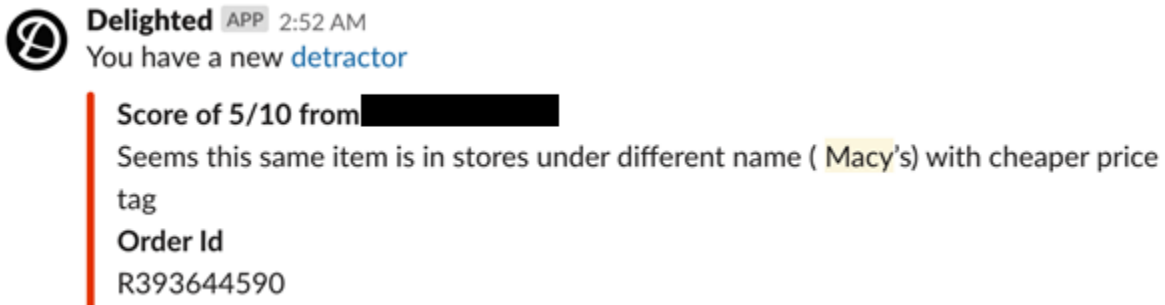 Delighted APP 2:52 AM
You have a new detractor
Score of 5/10 from
Seems this same item is in stores under different name ( Macy's) with cheaper price
tag
Order Id
R393644590